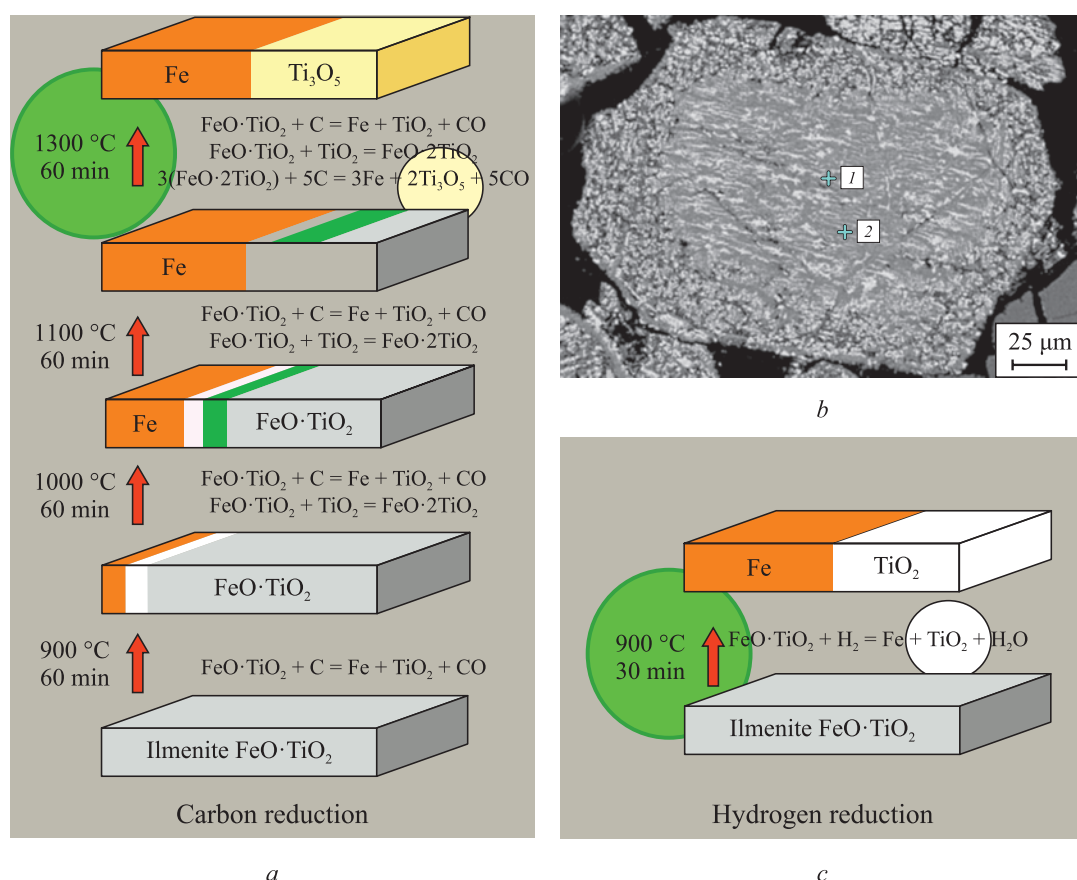 Fe
Ti₃O₅
1300 °C
60 min
FeO·TiO₂ + C = Fe + TiO₂ + CO
FeO·TiO₂ + TiO₂ = FeO·2TiO₂
3(FeO·2TiO₂) + 5C = 3Fe + 2Ti₃O₅ + 5CO
Fe
1100 °C
60 min
FeO·TiO₂ + C = Fe + TiO₂ + CO
FeO·TiO₂ + TiO₂ = FeO·2TiO₂
Fe
FeO·TiO₂
1000 °C
60 min
FeO·TiO₂ + C = Fe + TiO₂ + CO
FeO·TiO₂ + TiO₂ = FeO·2TiO₂
FeO·TiO₂
900 °C
60 min
FeO·TiO₂ + C = Fe + TiO₂ + CO
Ilmenite FeO·TiO₂
Carbon reduction
a
1
2
25 μm
b
Fe
TiO₂
900 °C
30 min
FeO·TiO₂ + H₂ = Fe + TiO₂ + H₂O
Ilmenite FeO·TiO₂
Hydrogen reduction
c